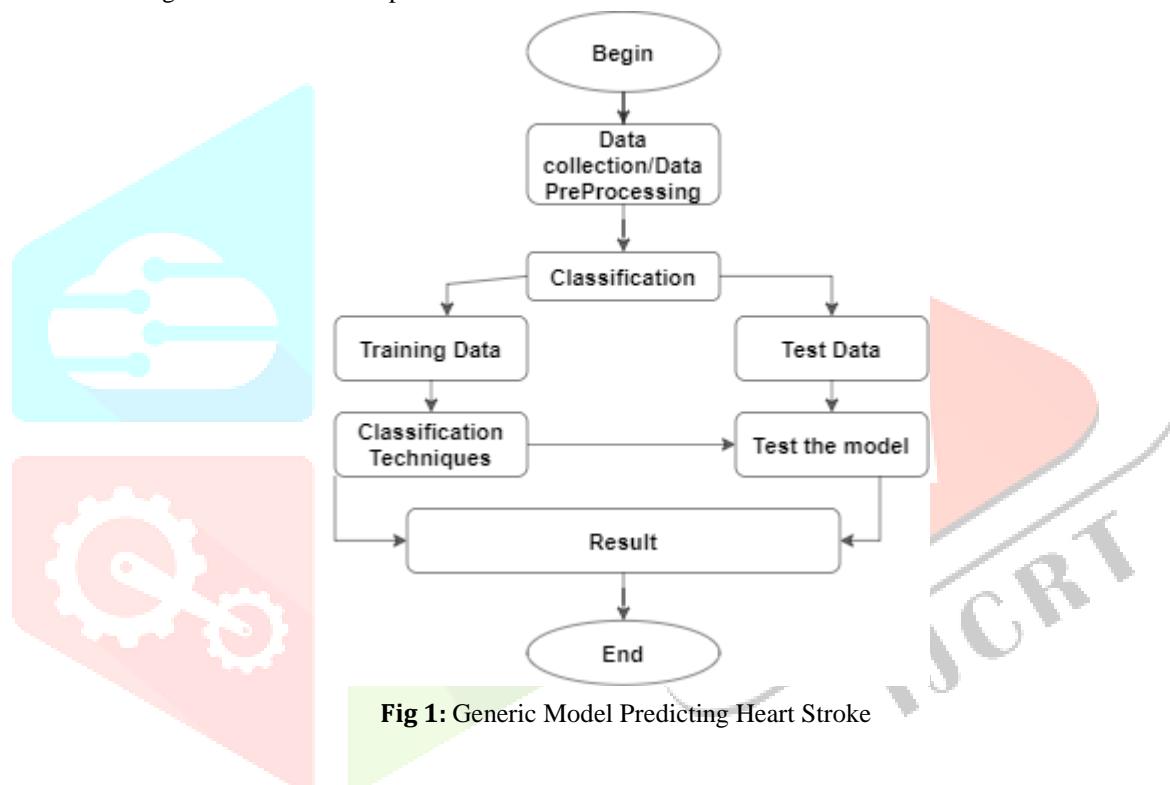 Begin
Data
collection/Data
PreProcessing
Classification
Training Data
Test Data
Classification
Techniques
Test the model
Result
End
Fig 1: Generic Model Predicting Heart Stroke
IJCRT